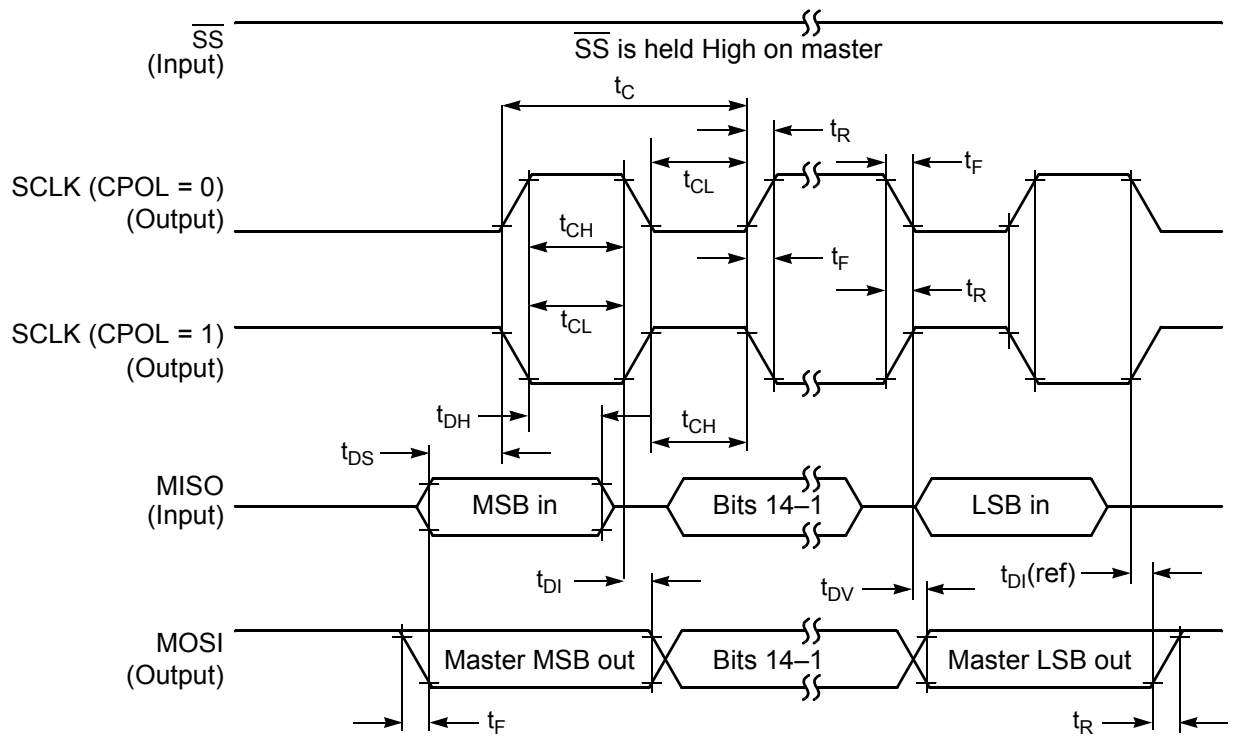 SS
(Input)
SS is held High on master
tC
tR
tF
SCLK (CPOL = 0)
(Output)
tCL
tCH
tF
tR
SCLK (CPOL = 1)
(Output)
tCL
tDH
tCH
tDS
MISO
(Input)
MSB in
Bits 14–1
LSB in
tDI
tDV
tDI(ref)
MOSI
(Output)
Master MSB out
Bits 14–1
Master LSB out
tF
tR